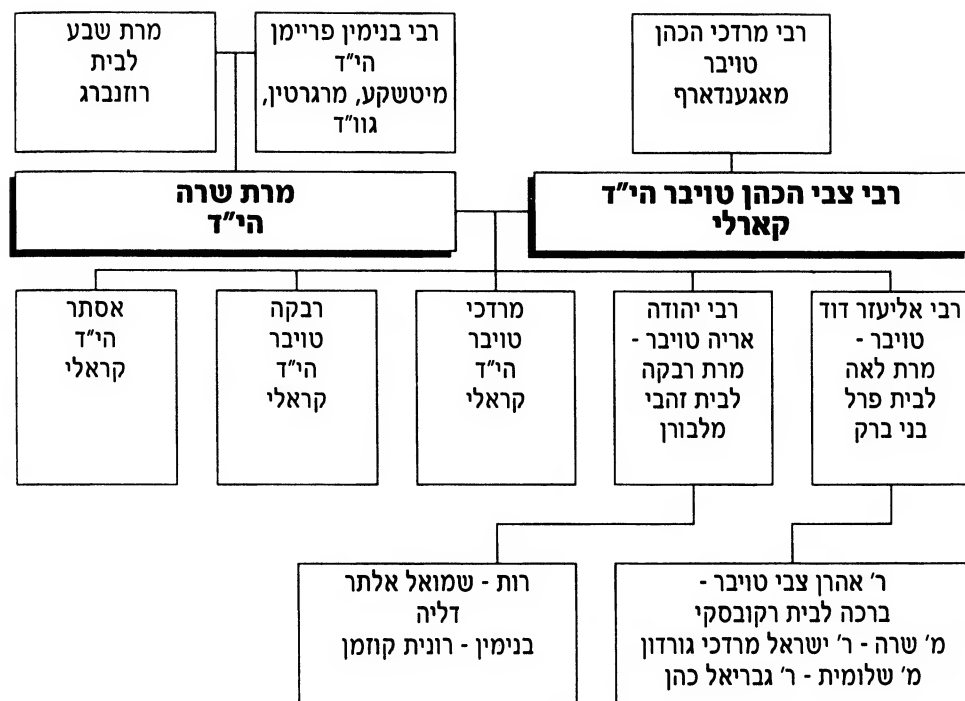 רבי מרדכי הכהן
טויבר
מאגענדארף
רבי בנימין פריימן
הי"ד
מיטשקע, מרגרטין,
גוו"ד
מרת שבע
לבית
רוזנברג
רבי צבי הכהן טויבר הי"ד
קארלי
מרת שרה
הי"ד
רבי אליעזר דוד
טויבר -
מרת לאה
לבית פרל
בני ברק
רבי יהודה
אריה טויבר -
מרת רבקה
לבית זהבי
מלבורן
מרדכי
טויבר
הי"ד
קראלי
רבקה
טויבר
הי"ד
קראלי
אסתר
הי"ד
קראלי
ר' אהרן צבי טויבר -
ברכה לבית רקובסקי
מ' שרה - ר' ישראל מרדכי גורדון
מ' שלומית - ר' גבריאל כהן
רות - שמואל אלתר
דליה
בנימין - רונית קוזמן